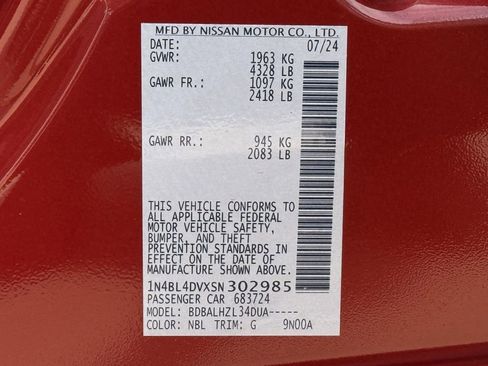 MFD BY NISSAN MOTOR CO., LTD.
DATE: 07/24
GVWR: 1963 KG
4328 LB
GAWR FR.: 1097 KG
2418 LB
GAWR RR.: 945 KG
2083 LB
THIS VEHICLE CONFORMS TO
ALL APPLICABLE FEDERAL
MOTOR VEHICLE SAFETY,
BUMPER, AND THEFT
PREVENTION STANDARDS IN
EFFECT ON THE DATE OF
MANUFACTURE SHOWN ABOVE.
1N4BL4DVXSN302985
PASSENGER CAR 683724
MODEL: BDBALHZL34DUA-----
COLOR: NBL TRIM: G 9N00A